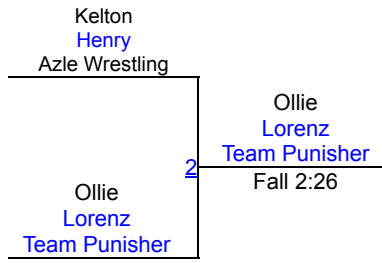 Kelton
Henry
Azle Wrestling
Ollie
Lorenz
Team Punisher
2
Fall 2:26
Ollie
Lorenz
Team Punisher